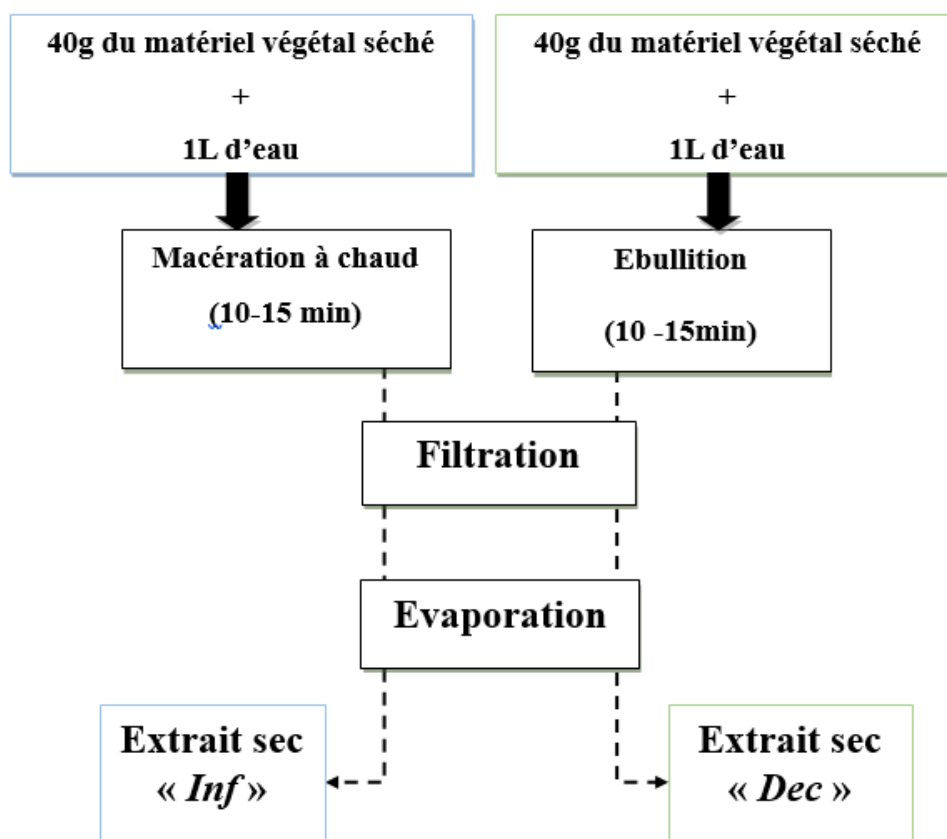 40g du matériel végétal séché
+
1L d’eau
40g du matériel végétal séché
+
1L d’eau
Macération à chaud
(10-15 min)
Ebullition
(10 -15min)
Filtration
Evaporation
Extrait sec
« Inf »
Extrait sec
« Dec »